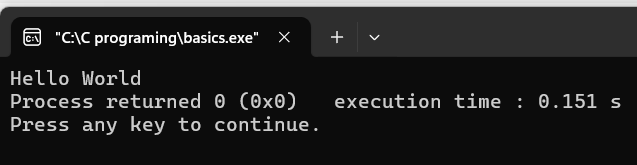 "C:\C programing\basics.exe"
Hello World
Process returned 0 (0x0)   execution time : 0.151 s
Press any key to continue.